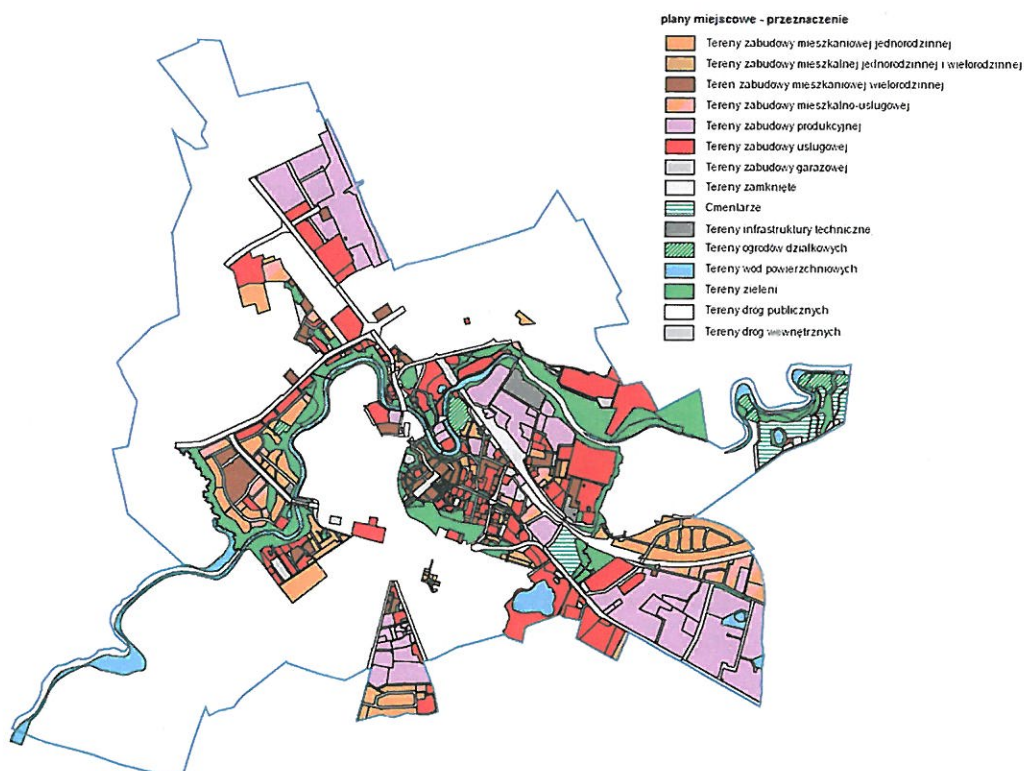 plany miejscowe - przeznaczenie
Tereny zabudowy mieszkaniowej jednorodzinnej
Tereny zabudowy mieszkalnej jednorodzinnej i wielorodzinnej
Teren zabudowy mieszkaniowej wielorodzinnej
Tereny zabudowy mieszkalno-usługowej
Tereny zabudowy produkcyjnej
Tereny zabudowy usługowej
Tereny zabudowy garazowej
Tereny zamknięte
Cmentarze
Tereny infrastruktury techniczne
Tereny ogrodów działkowych
Tereny wód powierzchniowych
Tereny zieleni
Tereny dróg publicznych
Tereny dróg wewnętrznych